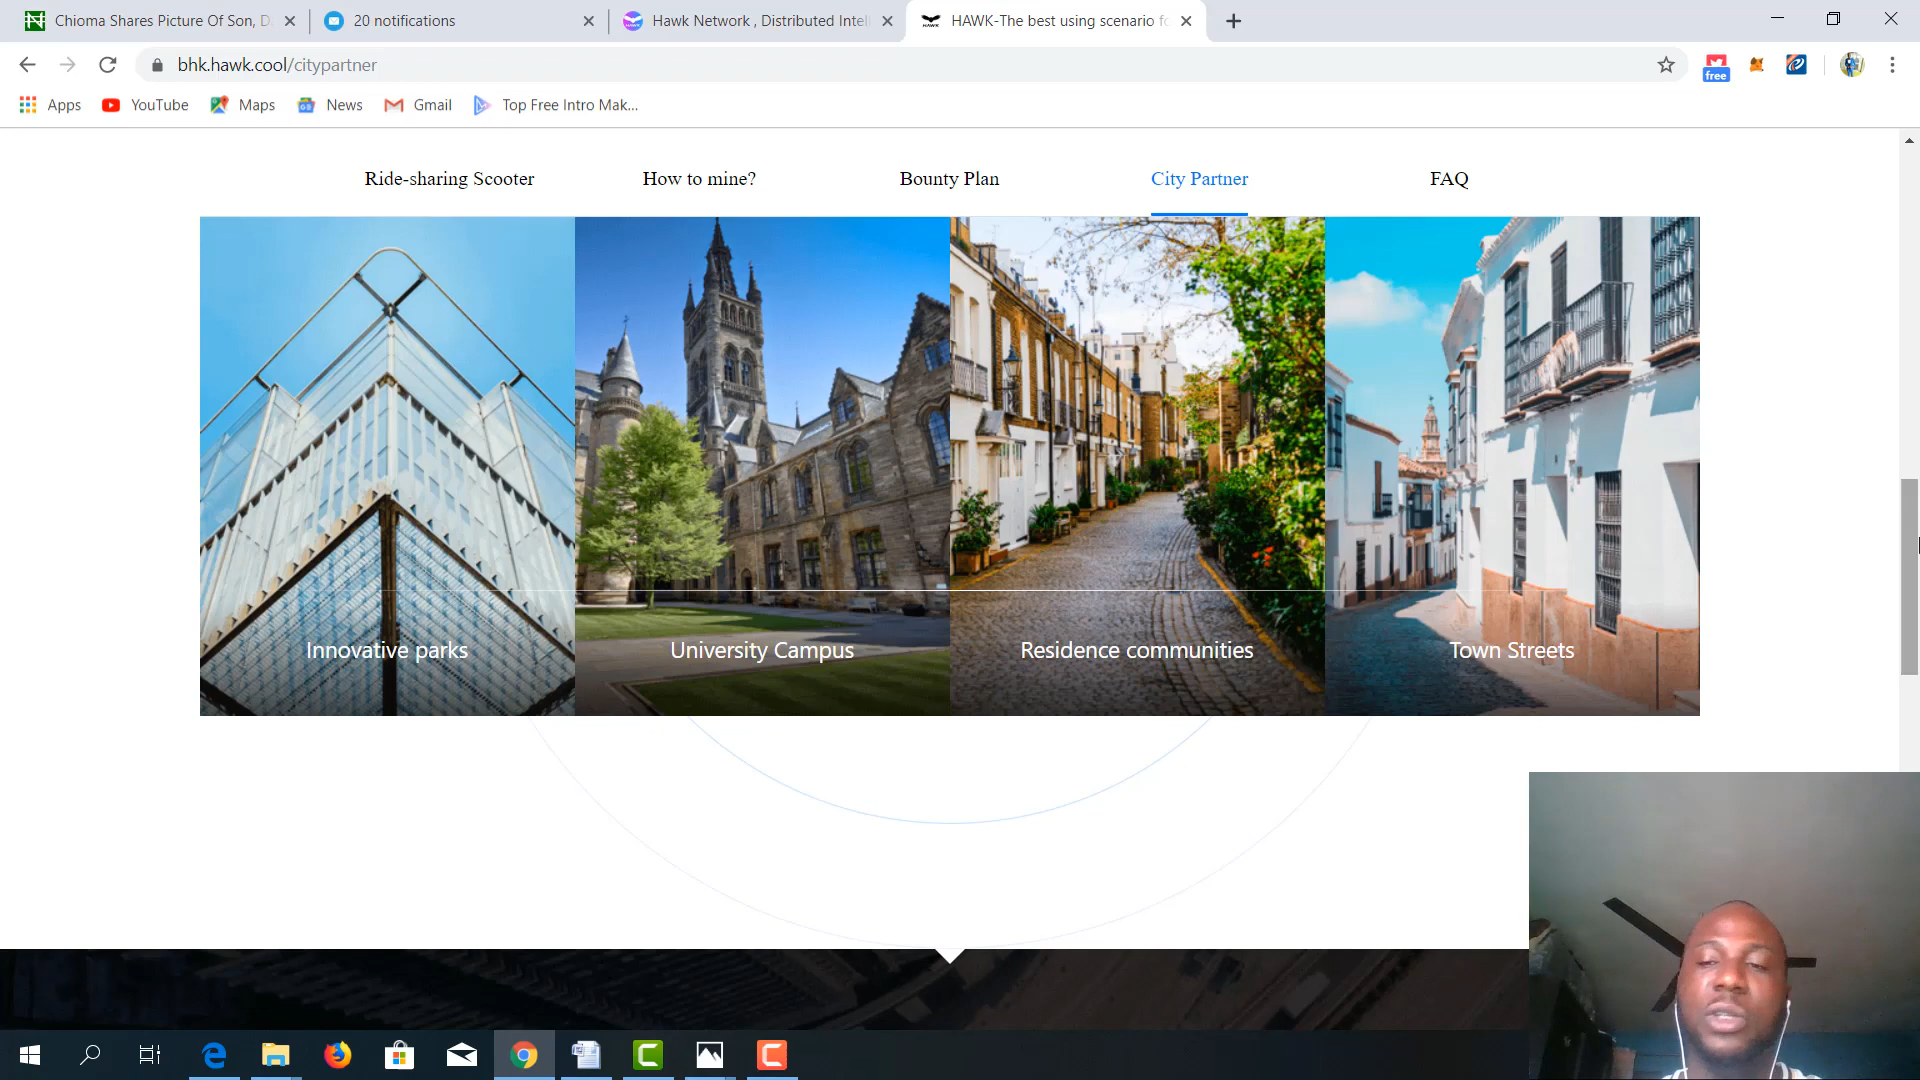 Chioma Shares Picture Of Son, D
20 notifications
Hawk Network , Distributed Intel
HAWK-The best using scenario fo
bhk.hawk.cool/citypartner
free
Apps
YouTube
Maps
News
Gmail
Top Free Intro Mak...
Ride-sharing Scooter
How to mine?
Bounty Plan
City Partner
FAQ
Innovative parks
University Campus
Residence communities
Town Streets